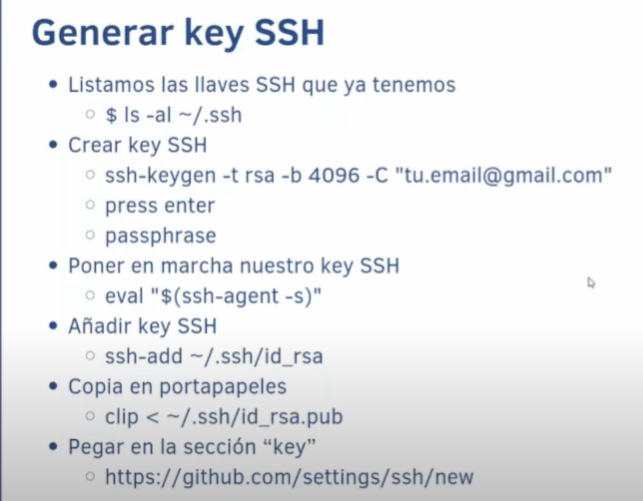 Generar key SSH
• Listamos las llaves SSH que ya tenemos
○ $ ls -al ~/.ssh
• Crear key SSH
○ ssh-keygen -t rsa -b 4096 -C "tu.email@gmail.com"
○ press enter
○ passphrase
• Poner en marcha nuestro key SSH
○ eval "$(ssh-agent -s)"
• Añadir key SSH
○ ssh-add ~/.ssh/id_rsa
• Copia en portapapeles
○ clip < ~/.ssh/id_rsa.pub
• Pegar en la sección “key”
○ https://github.com/settings/ssh/new